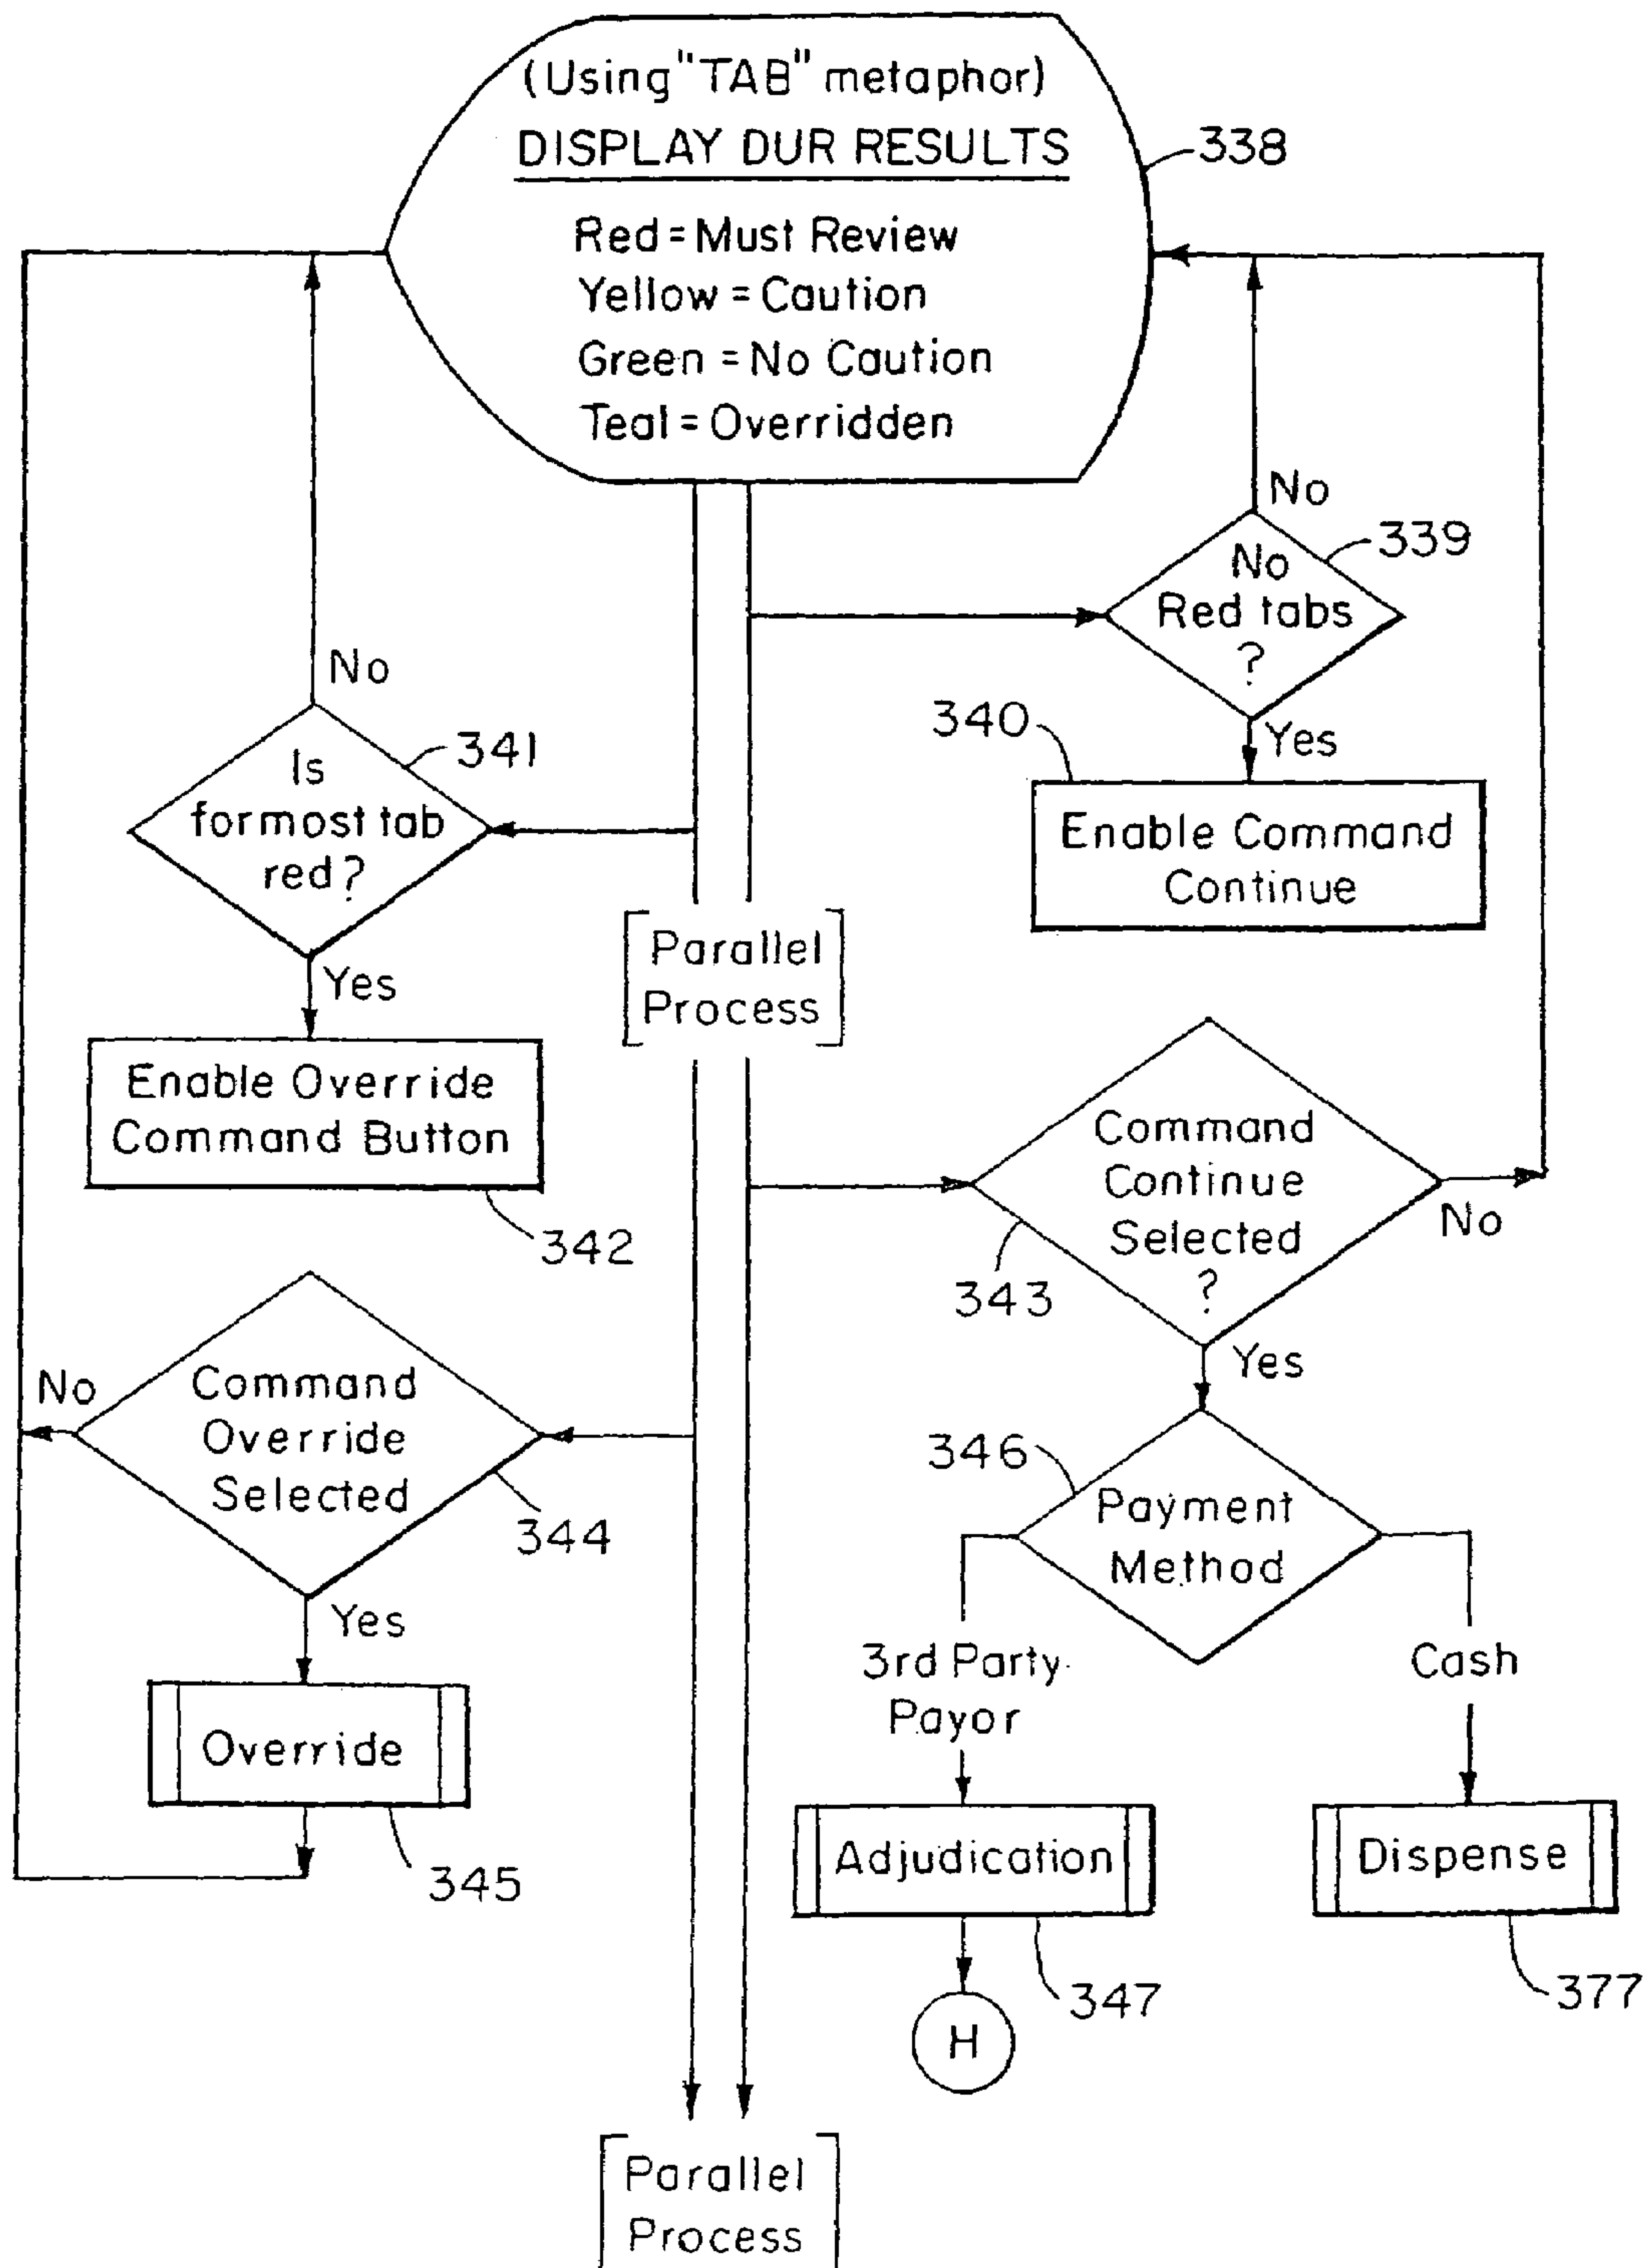 (Using "TAB" metaphor)
DISPLAY DUR RESULTS
338
Red = Must Review
Yellow = Caution
Green = No Caution
Teal = Overridden
No
339
No
Red tabs
?
No
341
Is
formost tab
red?
340
Yes
Enable Command
Continue
Parallel
Process
Yes
Enable Override
Command Button
342
Command
Continue
Selected
?
No
343
Yes
No
Command
Override
Selected
344
346
Payment
Method
Yes
3rd Party
Payor
Cash
Override
345
Adjudication
347
Dispense
377
H
Parallel
Process